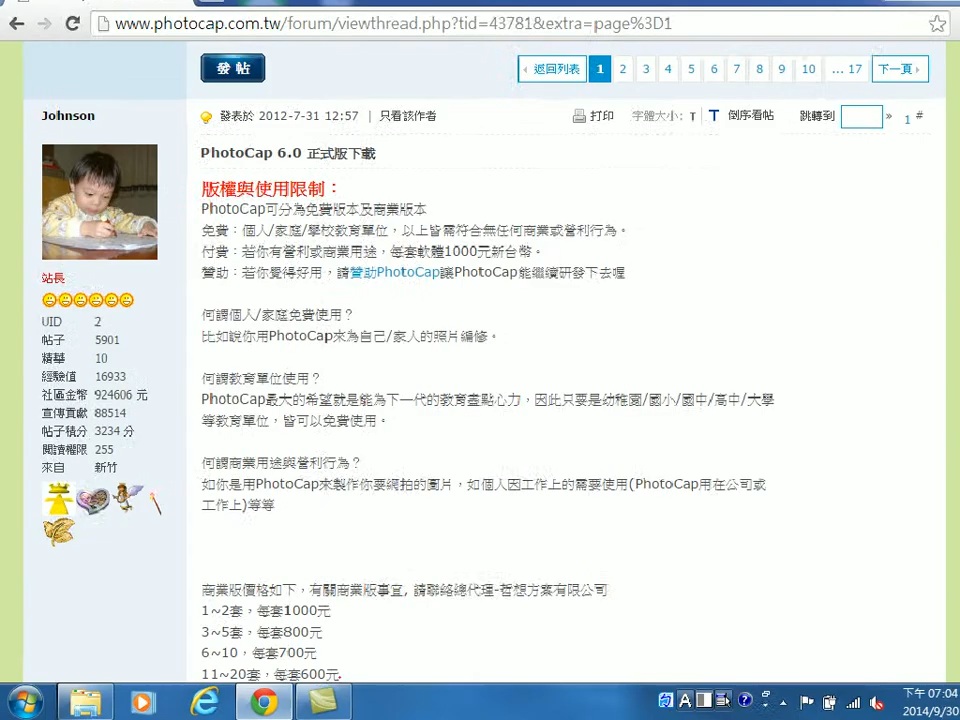 www.photocap.com.tw/forum/viewthread.php?tid=43781&extra=page%3D1
發帖
返回列表 1 2 3 4 5 6 7 8 9 10 ... 17 下一頁
Johnson
發表於 2012-7-31 12:57 | 只看該作者
打印 字體大小: T T 倒序看帖 跳轉到 » 1 #
PhotoCap 6.0 正式版下載
版權與使用限制：
PhotoCap可分為免費版本及商業版本
免費：個人/家庭/學校教育單位，以上皆需符合無任何商業或營利行為。
付費：若你有營利或商業用途，每套軟體1000元新台幣。
贊助：若你覺得好用，請贊助PhotoCap讓PhotoCap能繼續研發下去喔
何謂個人/家庭免費使用？
比如說你用PhotoCap來為自己/家人的照片編修。
何謂教育單位使用？
PhotoCap最大的希望就是能為下一代的教育盡點心力，因此只要是幼稚園/國小/國中/高中/大學
等教育單位，皆可以免費使用。
何謂商業用途與營利行為？
如你是用PhotoCap來製作你要網拍的圖片，如個人因工作上的需要使用(PhotoCap用在公司或
工作上)等等
商業版價格如下，有關商業版事宜, 請聯絡總代理-哲想方案有限公司
1~2套，每套1000元
3~5套，每套800元
6~10，每套700元
11~20套，每套600元
站長
UID 2
帖子 5901
精華 10
經驗值 16933
社區金幣 924606 元
宣傳貢獻 88514
帖子積分 3234 分
閱讀權限 255
來自 新竹
A
下午 07:04
2014/9/30